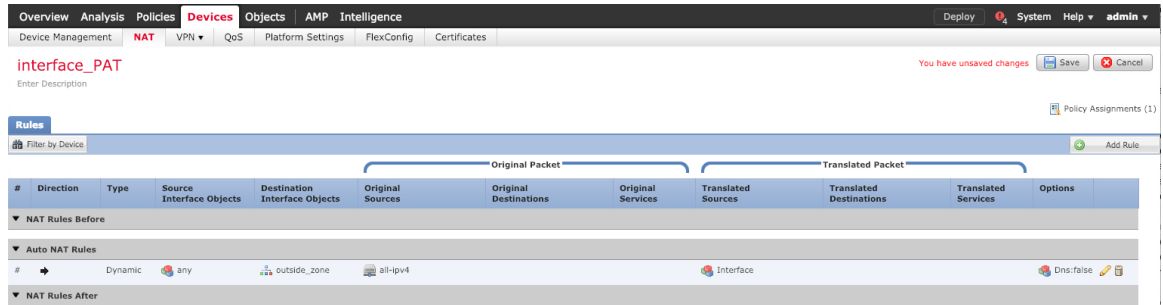 Overview Analysis Policies Devices Objects AMP Intelligence Deploy 4 System Help admin
Device Management NAT VPN QoS Platform Settings FlexConfig Certificates
interface_PAT
You have unsaved changes Save Cancel
Enter Description
Policy Assignments (1)
Rules
Filter by Device Add Rule
Original Packet Translated Packet
# Direction Type Source Interface Objects Destination Interface Objects Original Sources Original Destinations Original Services Translated Sources Translated Destinations Translated Services Options
NAT Rules Before
Auto NAT Rules
# Dynamic any outside_zone all-ipv4 Interface Dns:false
NAT Rules After